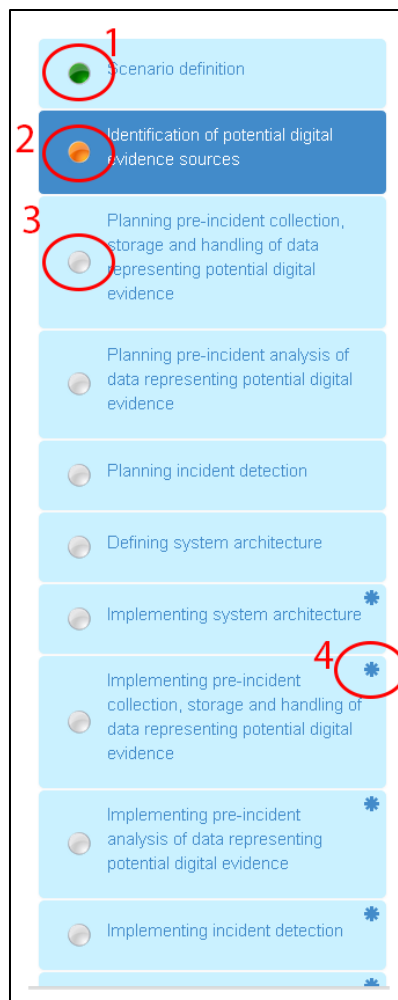 1
Scenario definition
2
Identification of potential digital
evidence sources
3
Planning pre-incident collection,
storage and handling of data
representing potential digital
evidence
Planning pre-incident analysis of
data representing potential digital
evidence
Planning incident detection
Defining system architecture
Implementing system architecture
4
Implementing pre-incident
collection, storage and handling of
data representing potential digital
evidence
Implementing pre-incident
analysis of data representing
potential digital evidence
Implementing incident detection